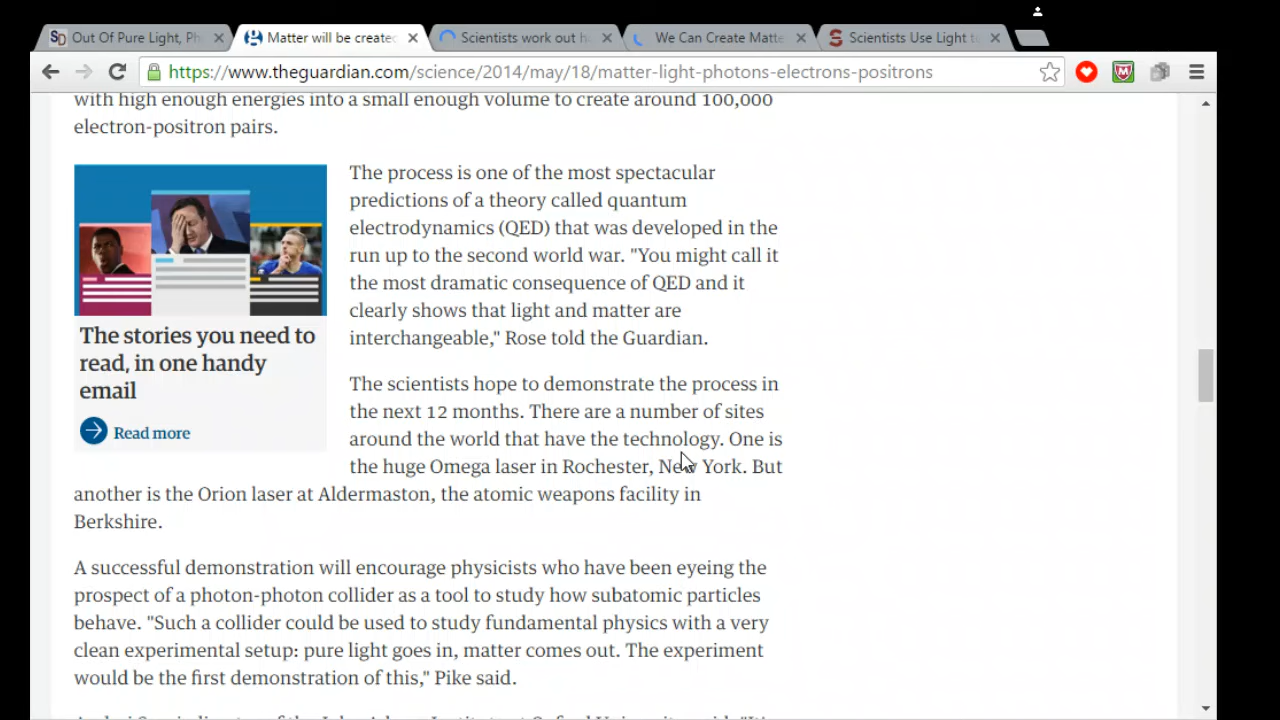 Out Of Pure Light, Ph
Matter will be create
Scientists work out h
We Can Create Matte
Scientists Use Light t
https://www.theguardian.com/science/2014/may/18/matter-light-photons-electrons-positrons
with high enough energies into a small enough volume to create around 100,000
electron-positron pairs.
The stories you need to
read, in one handy
email
Read more
The process is one of the most spectacular
predictions of a theory called quantum
electrodynamics (QED) that was developed in the
run up to the second world war. "You might call it
the most dramatic consequence of QED and it
clearly shows that light and matter are
interchangeable," Rose told the Guardian.
The scientists hope to demonstrate the process in
the next 12 months. There are a number of sites
around the world that have the technology. One is
the huge Omega laser in Rochester, New York. But
another is the Orion laser at Aldermaston, the atomic weapons facility in
Berkshire.
A successful demonstration will encourage physicists who have been eyeing the
prospect of a photon-photon collider as a tool to study how subatomic particles
behave. "Such a collider could be used to study fundamental physics with a very
clean experimental setup: pure light goes in, matter comes out. The experiment
would be the first demonstration of this," Pike said.